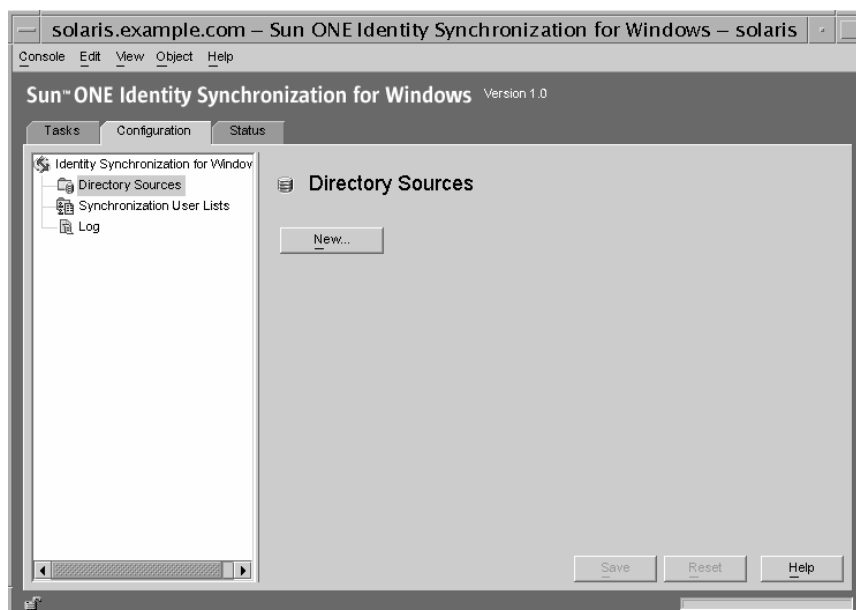 solaris.example.com – Sun ONE Identity Synchronization for Windows – solaris
Console Edit View Object Help
Sun™ ONE Identity Synchronization for Windows Version 1.0
Tasks Configuration Status
Identity Synchronization for Window
Directory Sources
Synchronization User Lists
Log
Directory Sources
New...
Save Reset Help